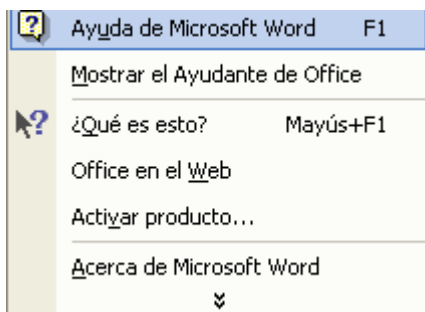 Ayuda de Microsoft Word F1
Mostrar el Ayudante de Office
¿Qué es esto? Mayús+F1
Office en el Web
Activar producto...
Acerca de Microsoft Word